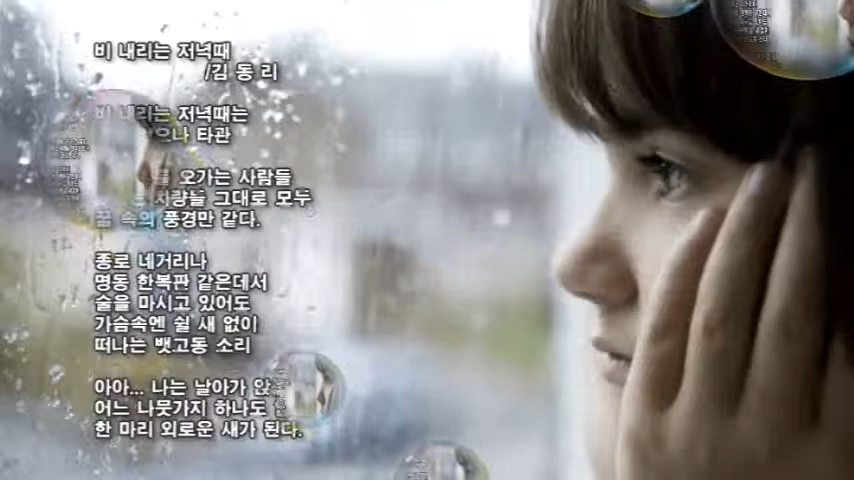 비 내리는 저녁때
/김 동 리
비 내리는 저녁때는
타관
오가는 사람들
차량들 그대로 모두
꿈 속의 풍경만 같다.
종로 네거리나
명동 한복판 같은데서
술을 마시고 있어도
가슴속엔 쉴 새 없이
떠나는 뱃고동 소리
아아... 나는 날아가 앉
어느 나뭇가지 하나도
한 마리 외로운 새가 된다.